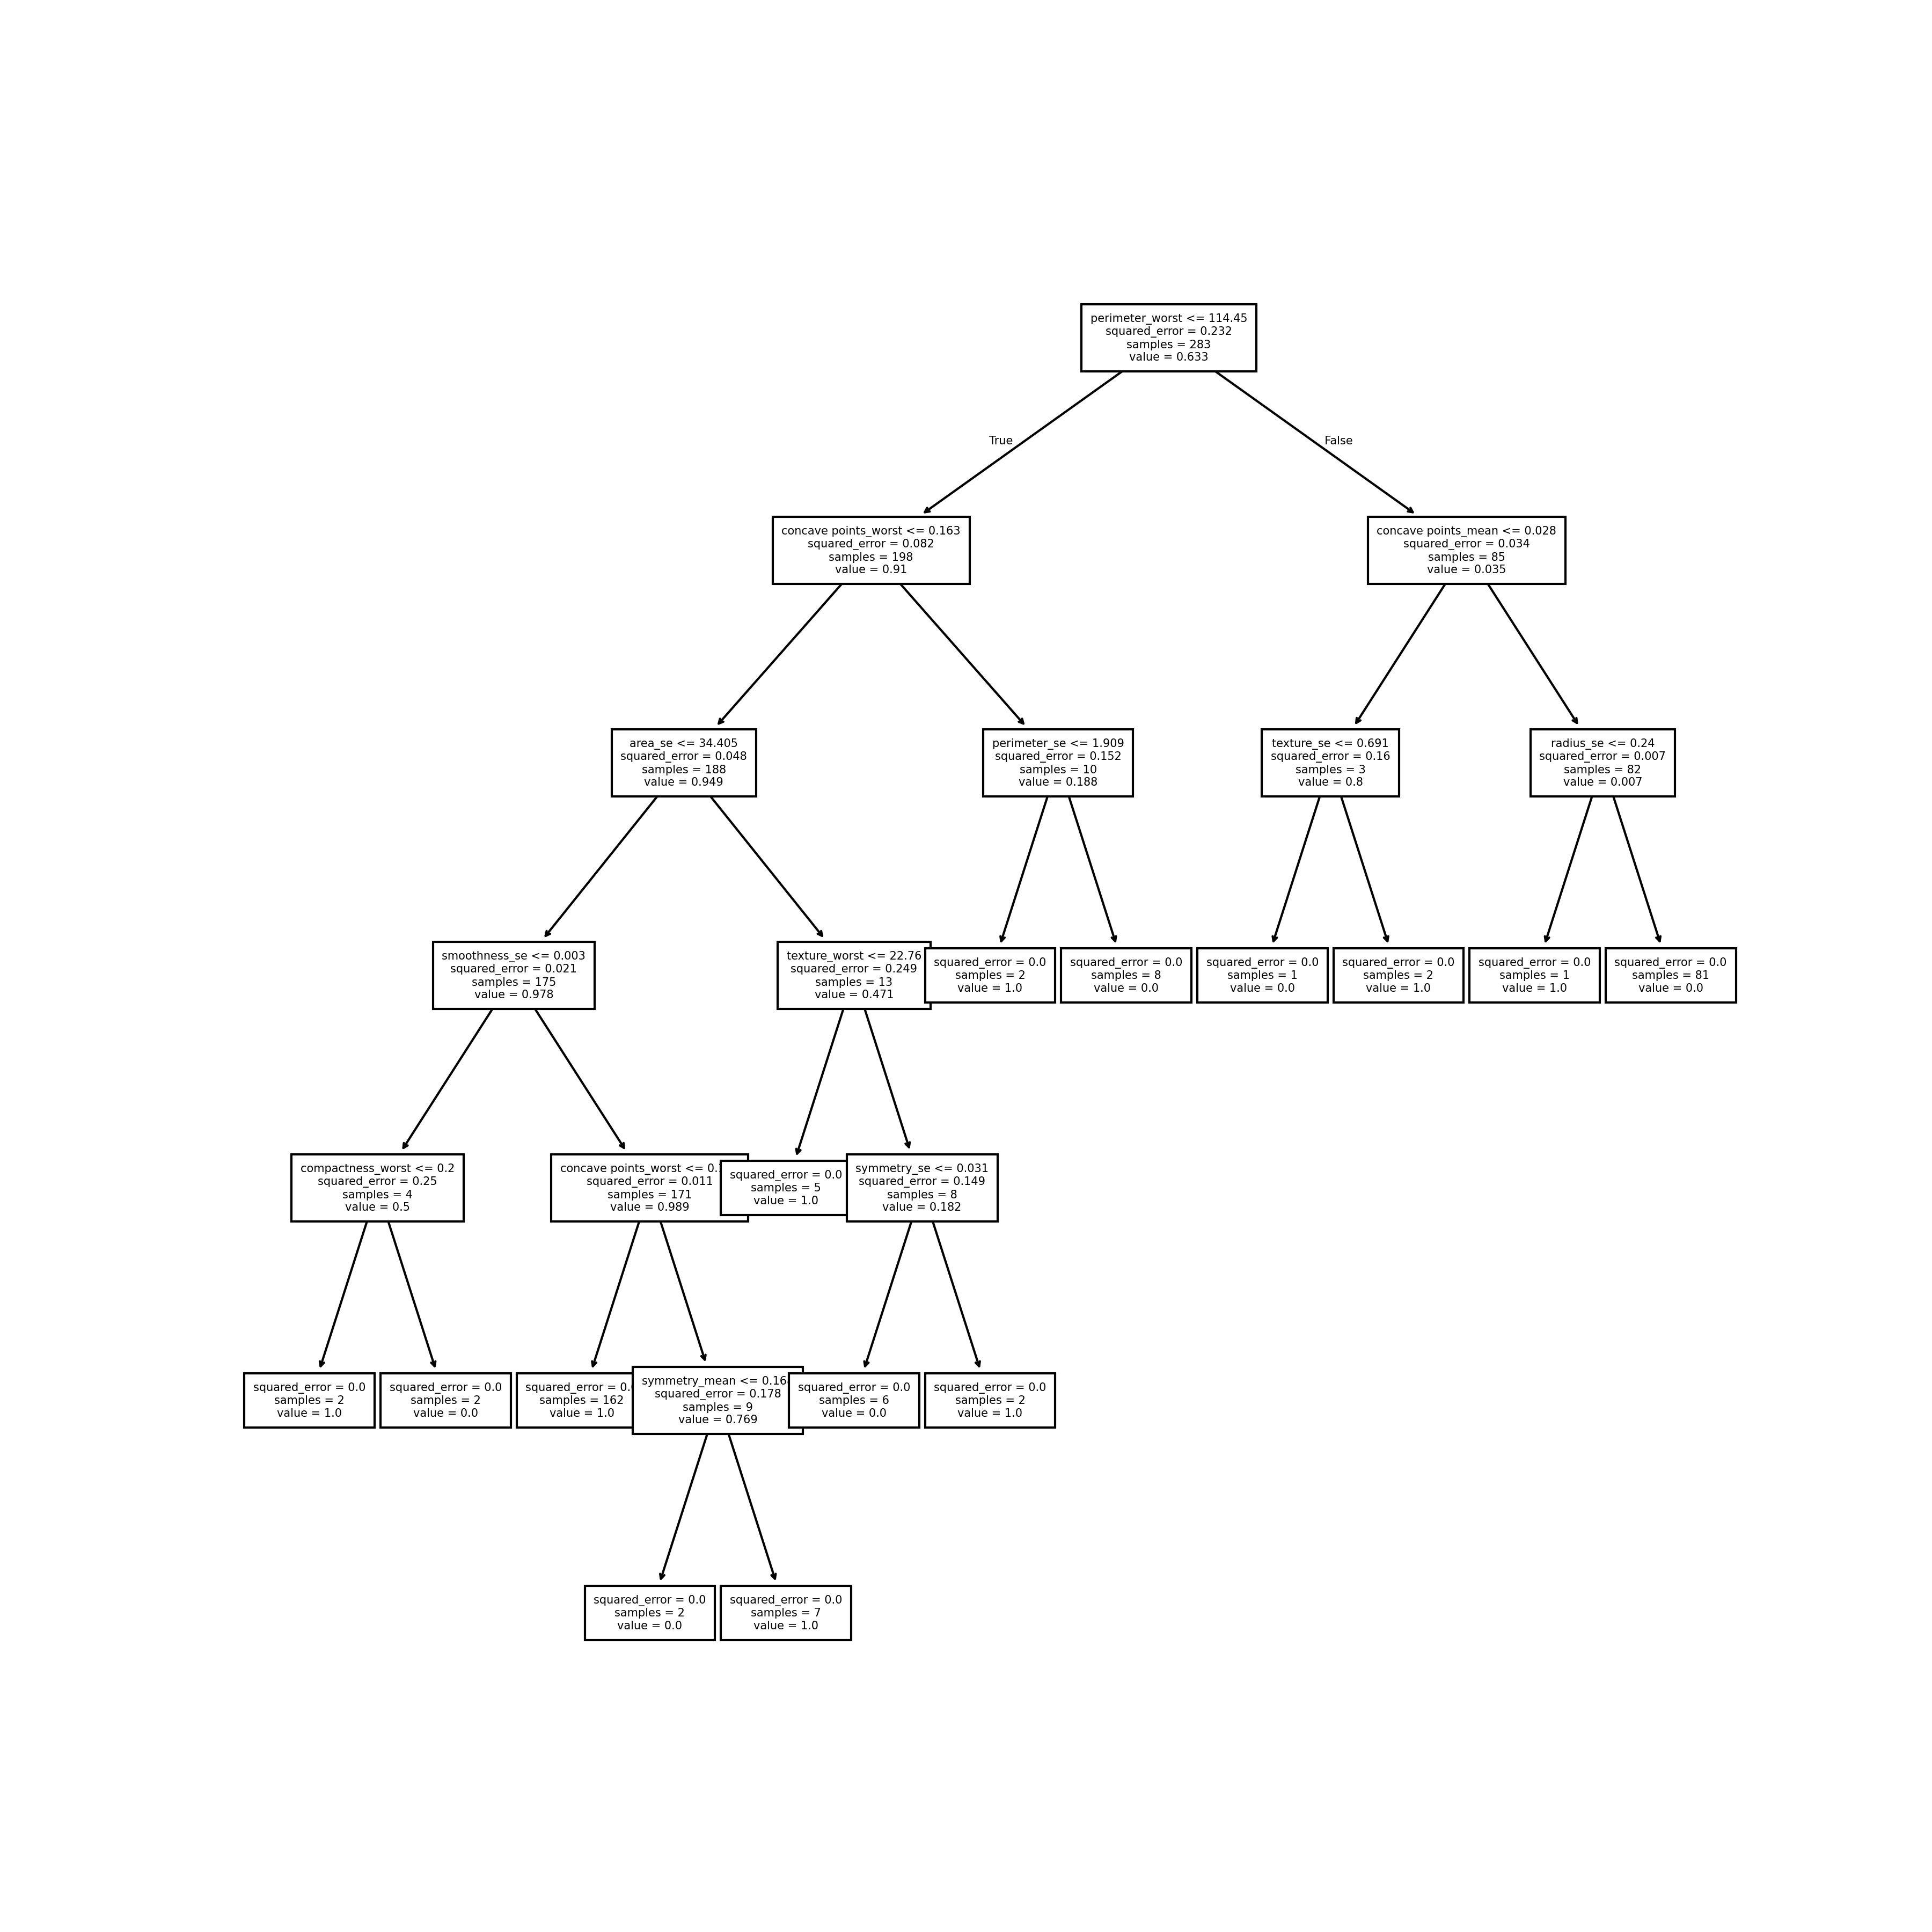 perimeter_worst <= 114.45
squared_error = 0.232
samples = 283
value = 0.633
True
False
concave points_worst <= 0.163
squared_error = 0.082
samples = 198
value = 0.91
concave points_mean <= 0.028
squared_error = 0.034
samples = 85
value = 0.035
area_se <= 34.405
squared_error = 0.048
samples = 188
value = 0.949
perimeter_se <= 1.909
squared_error = 0.152
samples = 10
value = 0.188
texture_se <= 0.691
squared_error = 0.16
samples = 3
value = 0.8
radius_se <= 0.24
squared_error = 0.007
samples = 82
value = 0.007
smoothness_se <= 0.003
squared_error = 0.021
samples = 175
value = 0.978
texture_worst <= 22.76
squared_error = 0.249
samples = 13
value = 0.471
squared_error = 0.0
samples = 2
value = 1.0
squared_error = 0.0
samples = 8
value = 0.0
squared_error = 0.0
samples = 1
value = 0.0
squared_error = 0.0
samples = 2
value = 1.0
squared_error = 0.0
samples = 1
value = 1.0
squared_error = 0.0
samples = 81
value = 0.0
compactness_worst <= 0.2
squared_error = 0.25
samples = 4
value = 0.5
concave points_worst <=
squared_error = 0.011
samples = 171
value = 0.989
squared_error = 0.0
samples = 5
value = 1.0
symmetry_se <= 0.031
squared_error = 0.149
samples = 8
value = 0.182
squared_error = 0.0
samples = 2
value = 1.0
squared_error = 0.0
samples = 2
value = 0.0
squared_error =
samples = 162
value = 1.0
symmetry_mean <=
squared_error = 0.178
samples = 9
value = 0.769
squared_error = 0.0
samples = 6
value = 0.0
squared_error = 0.0
samples = 2
value = 1.0
squared_error = 0.0
samples = 2
value = 0.0
squared_error = 0.0
samples = 7
value = 1.0